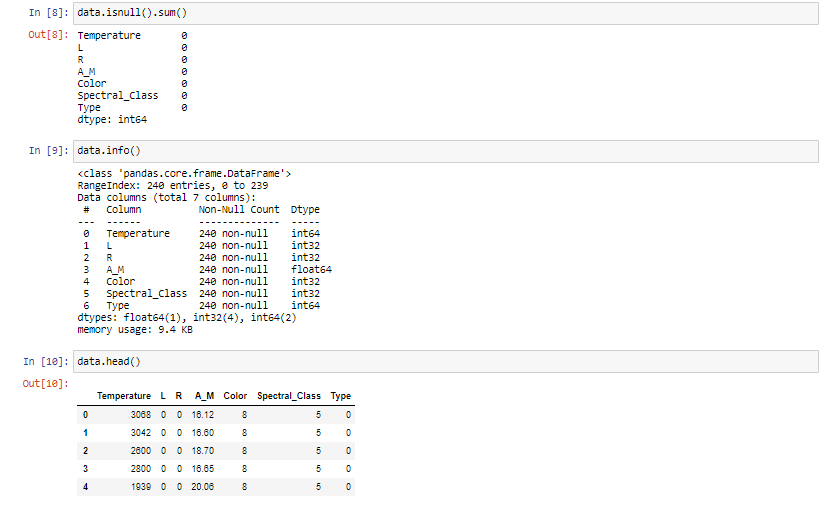 In [8]: data.isnull().sum()
Out[8]: Temperature 0
L 0
R 0
A_M 0
Color 0
Spectral_Class 0
Type 0
dtype: int64
In [9]: data.info()
<class 'pandas.core.frame.DataFrame'>
RangeIndex: 240 entries, 0 to 239
Data columns (total 7 columns):
# Column Non-Null Count Dtype
--- ------ -------------- -----
0 Temperature 240 non-null int64
1 L 240 non-null int32
2 R 240 non-null int32
3 A_M 240 non-null float64
4 Color 240 non-null int32
5 Spectral_Class 240 non-null int32
6 Type 240 non-null int64
dtypes: float64(1), int32(4), int64(2)
memory usage: 9.4 KB
In [10]: data.head()
Out[10]:
Temperature L R A_M Color Spectral_Class Type
0 3068 0 0 16.12 8 5 0
1 3042 0 0 16.60 8 5 0
2 2600 0 0 18.70 8 5 0
3 2800 0 0 16.65 8 5 0
4 1939 0 0 20.06 8 5 0